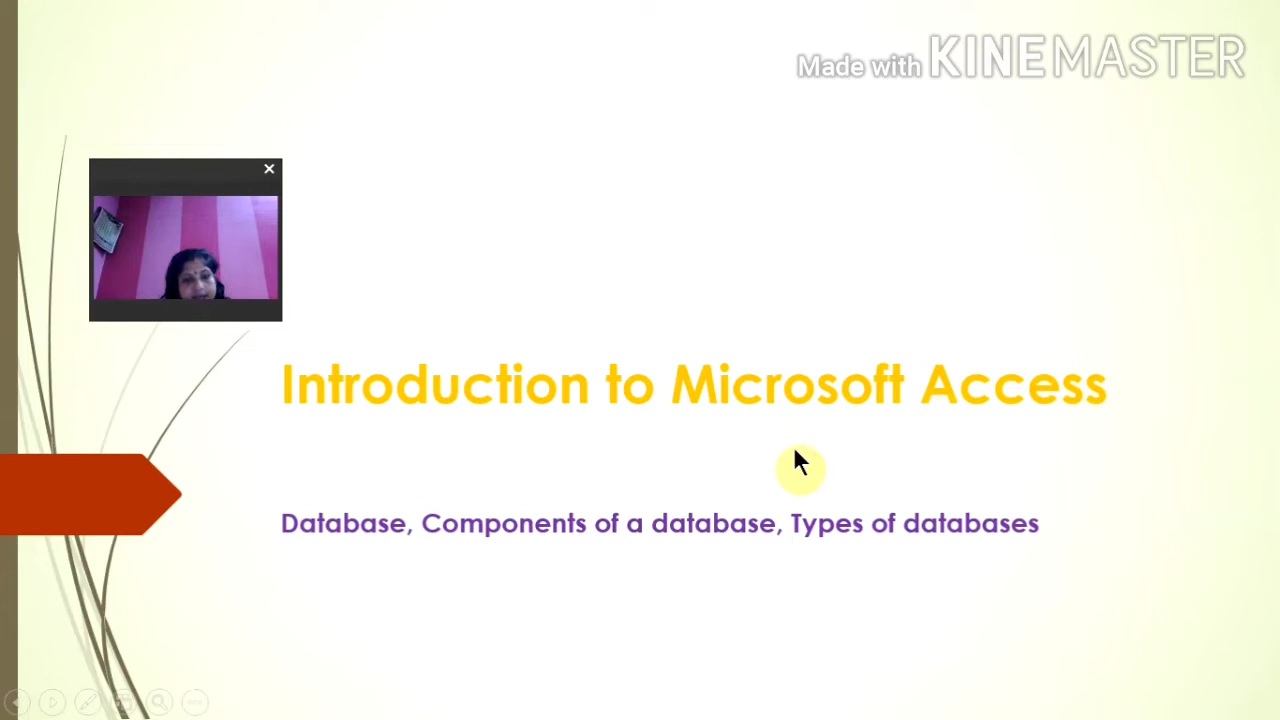 Made with KINEMASTER
Introduction to Microsoft Access
Database, Components of a database, Types of databases